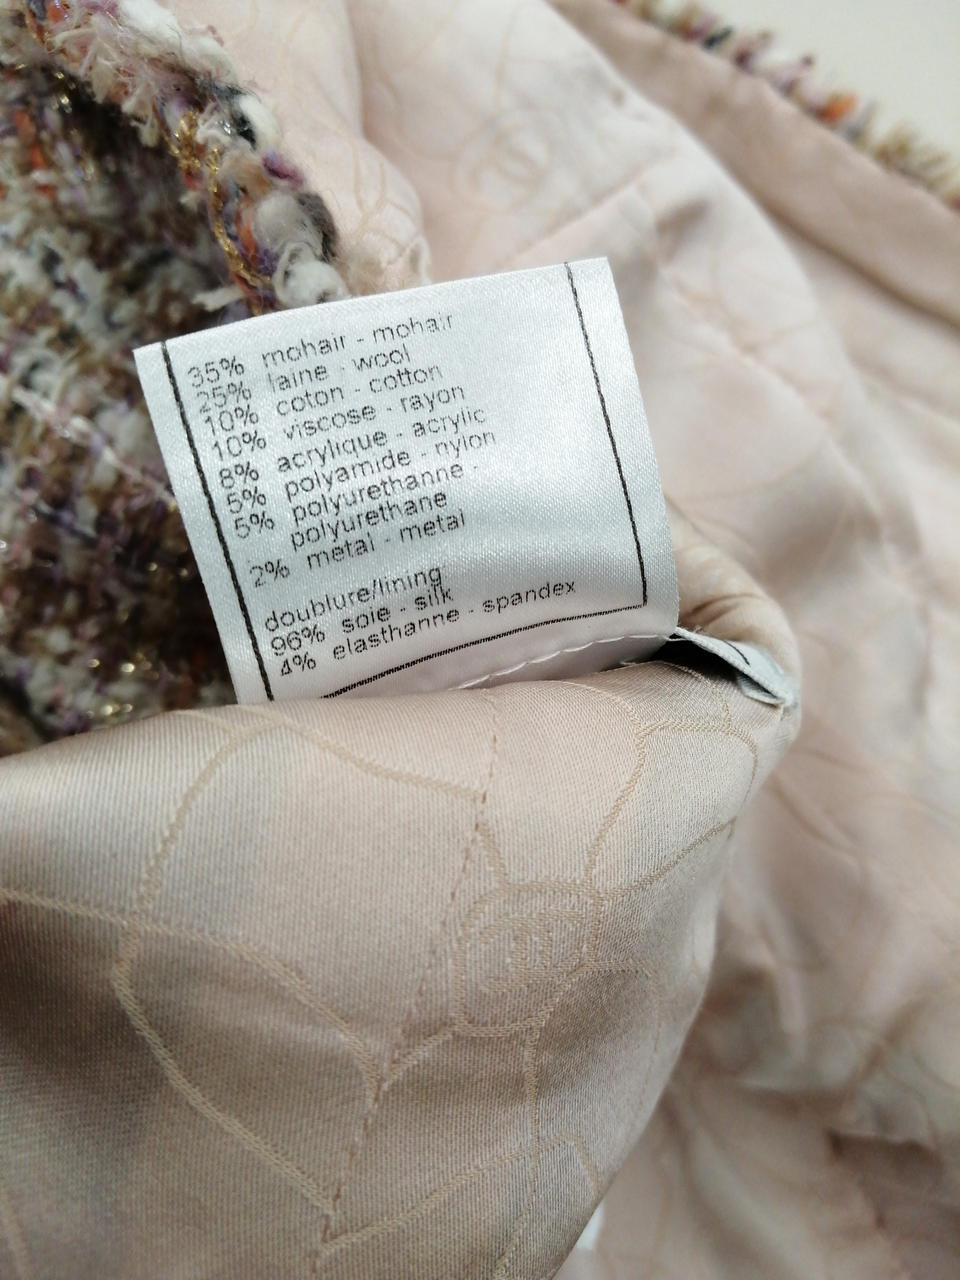 35% mohair - mohair
25% laine - wool
10% coton - cotton
10% viscose - rayon
8% acrylique - acrylic
5% polyamide - nylon
5% polyurethanne -
polyurethane
2% metal - metal
doublure/lining
96% soie - silk
4% elasthanne - spandex